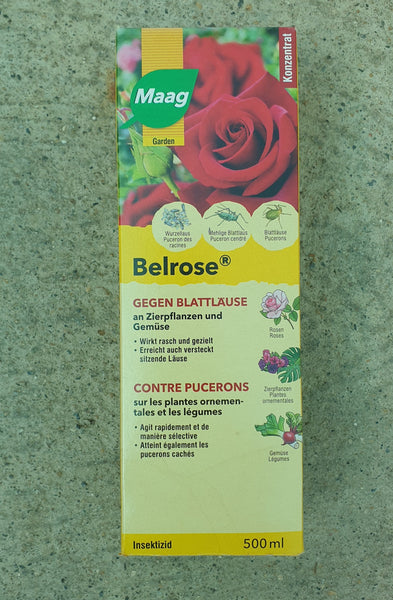 Konzentrat
Maag
Garden
Wurzellaus
Puceron des
racines
Mehlige Blattlaus
Puceron cendré
Blattläuse
Pucerons
Belrose®
GEGEN BLATTLÄUSE
an Zierpflanzen und
Gemüse
• Wirkt rasch und gezielt
• Erreicht auch versteckt
sitzende Läuse
Rosen
Roses
CONTRE PUCERONS
sur les plantes ornemen-
tales et les légumes
• Agit rapidement et de
manière sélective
• Atteint également les
pucerons cachés
Zierpflanzen
Plantes
ornementales
Gemüse
Légumes
Insektizid
500 ml